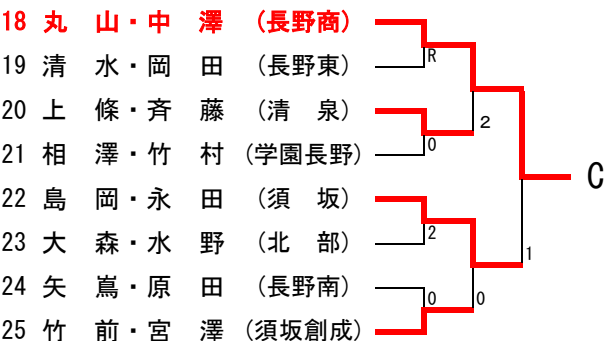 18 丸 山・中 澤 (長野商)
R
19 清 水・岡 田 (長野東)
20 上 條・斉 藤 (清 泉)
2
0
21 相 澤・竹 村 (学園長野)
C
22 島 岡・永 田 (須 坂)
2
23 大 森・水 野 (北 部)
1
24 矢 嶌・原 田 (長野南)
0
0
25 竹 前・宮 澤 (須坂創成)